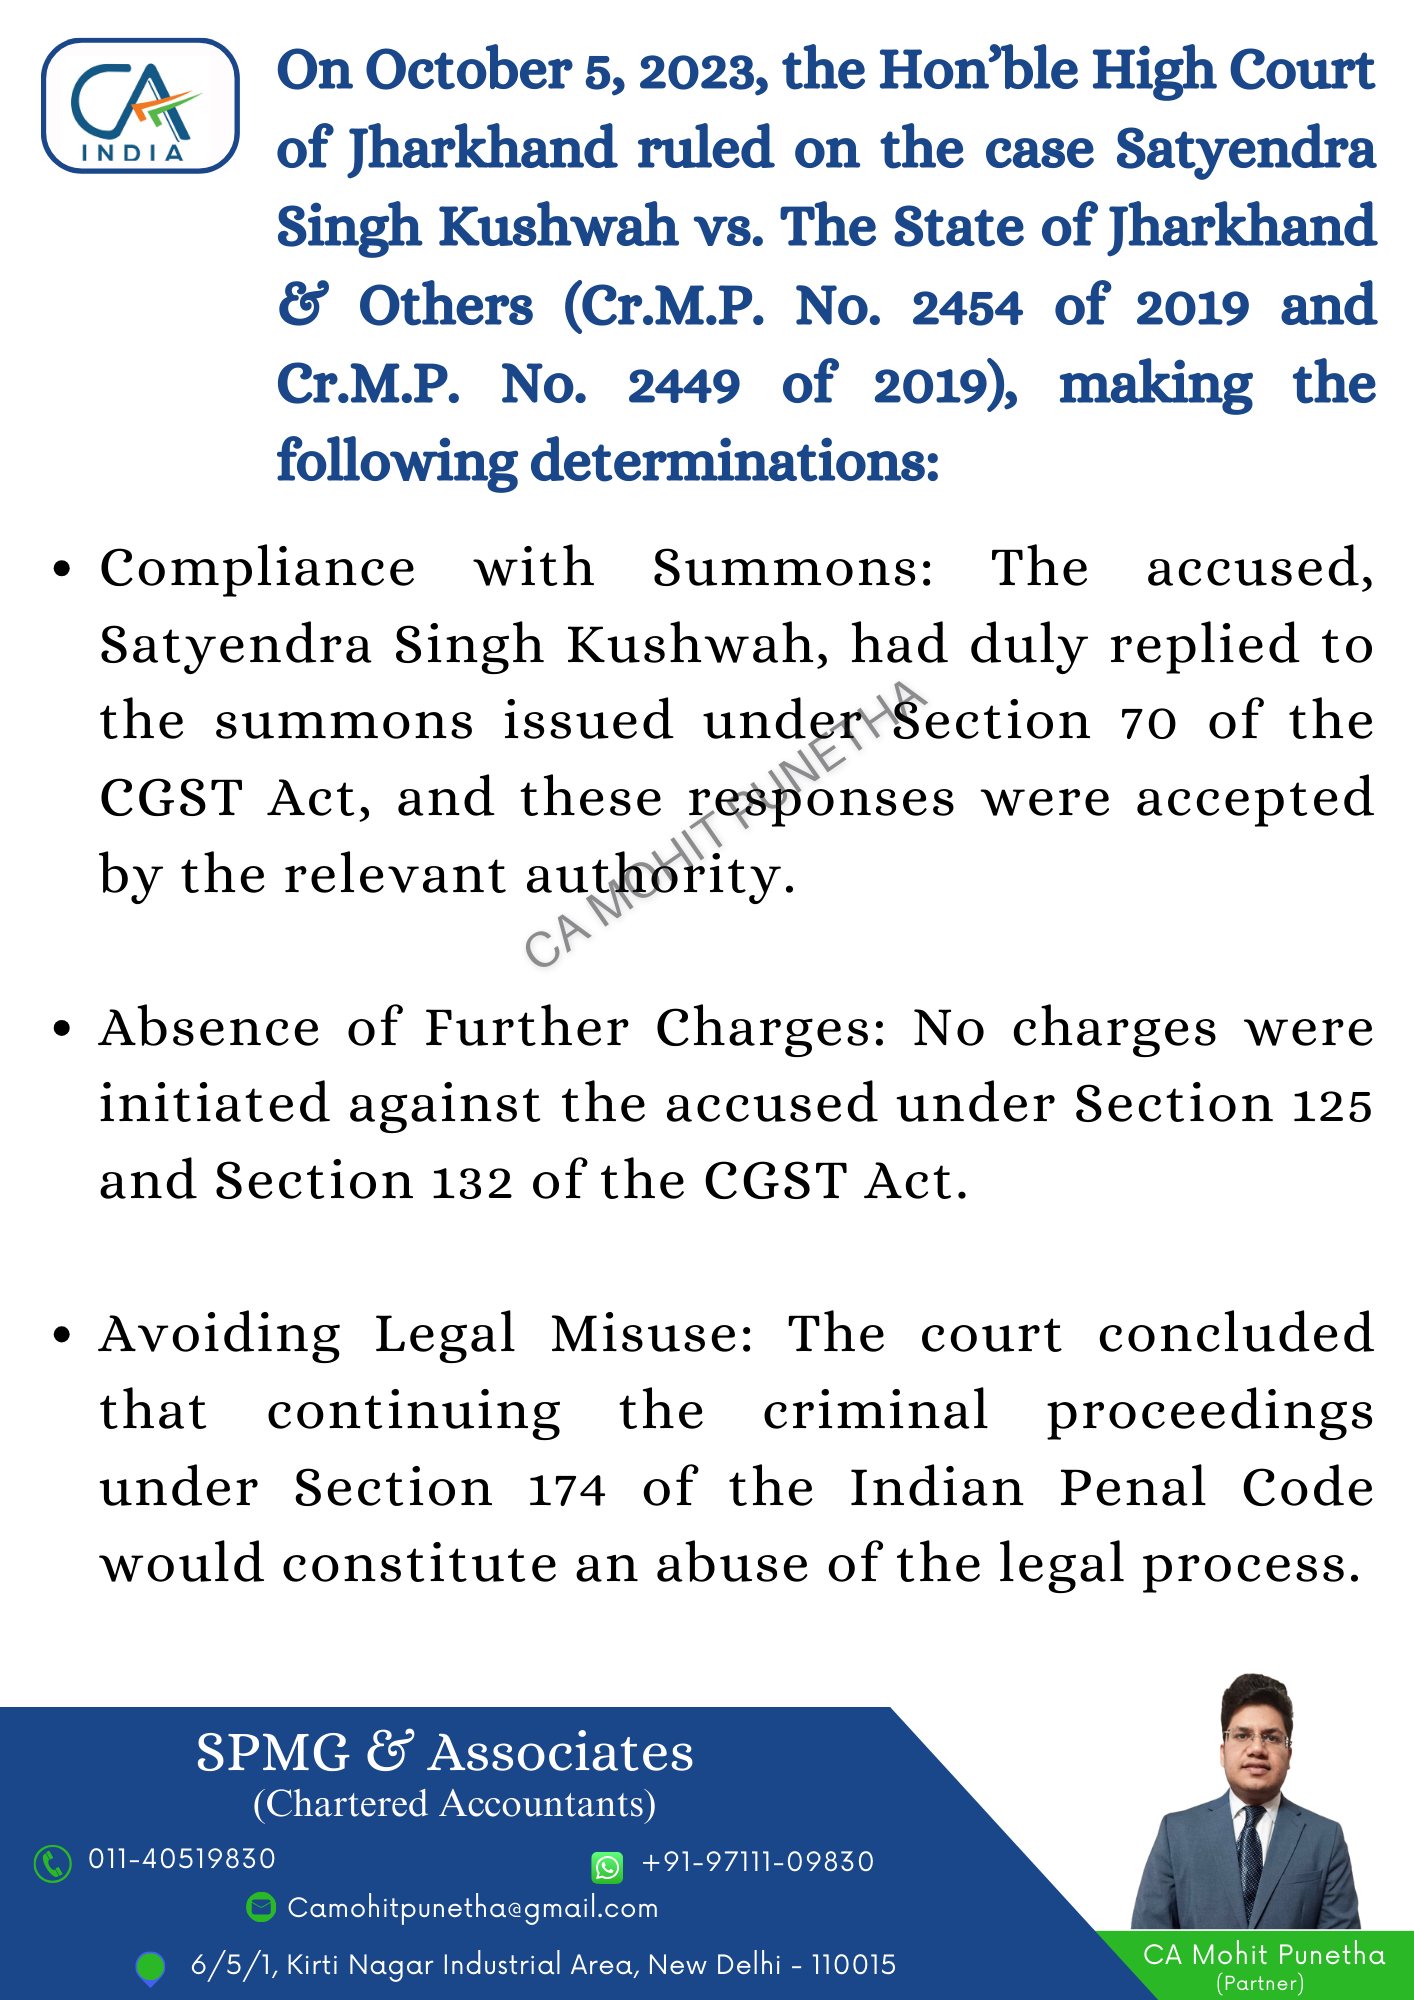 CA
INDIA
On October 5, 2023, the Hon’ble High Court
of Jharkhand ruled on the case Satyendra
Singh Kushwah vs. The State of Jharkhand
& Others (Cr.M.P. No. 2454 of 2019 and
Cr.M.P. No. 2449 of 2019), making the
following determinations:
• Compliance with Summons: The accused,
Satyendra Singh Kushwah, had duly replied to
the summons issued under Section 70 of the
CGST Act, and these responses were accepted
by the relevant authority.
CA MOHIT PUNETHA
• Absence of Further Charges: No charges were
initiated against the accused under Section 125
and Section 132 of the CGST Act.
• Avoiding Legal Misuse: The court concluded
that continuing the criminal proceedings
under Section 174 of the Indian Penal Code
would constitute an abuse of the legal process.
SPMG & Associates
(Chartered Accountants)
011-40519830
+91-97111-09830
Camohitpunetha@gmail.com
6/5/1, Kirti Nagar Industrial Area, New Delhi - 110015
CA Mohit Punetha
(Partner)